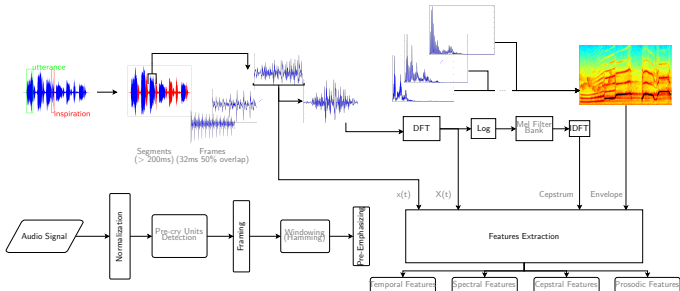 utterance
Inspiration
Segments
(> 200ms)
Frames
(32ms 50% overlap)
...
DFT
Log
Mel Filter
Bank
IDFT
x(t)
X(t)
Cepstrum
Envelope
Audio Signal
Normalization
Pre-cry Units
Detection
Framing
Windowing
(Hamming)
Pre-Emphasizing
Features Extraction
Temporal Features
Spectral Features
Cepstral Features
Prosodic Features